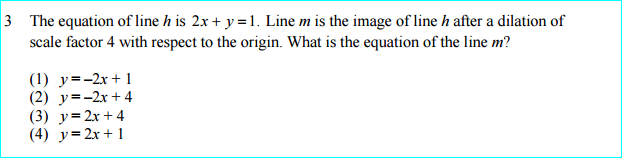 3 The equation of line h is 2x + y = 1. Line m is the image of line h after a dilation of
scale factor 4 with respect to the origin. What is the equation of the line m?
(1) y = −2x + 1
(2) y = −2x + 4
(3) y = 2x + 4
(4) y = 2x + 1